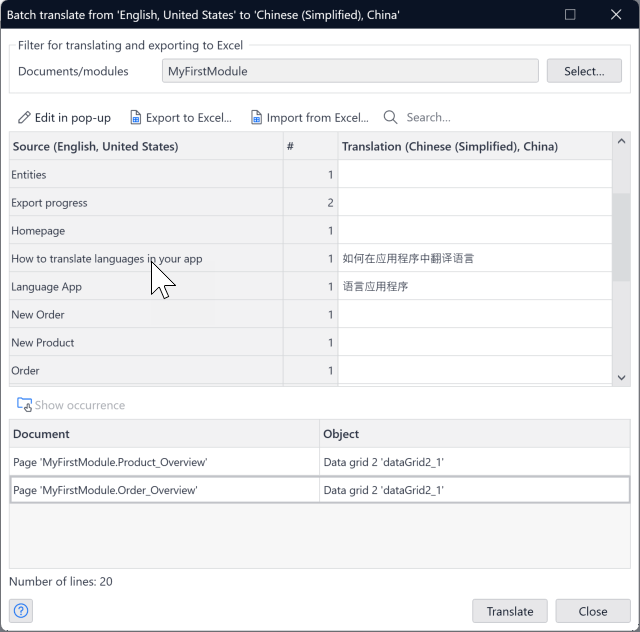 Batch translate from 'English, United States' to 'Chinese (Simplified), China'
Filter for translating and exporting to Excel
Documents/modules MyFirstModule Select...
Edit in pop-up Export to Excel... Import from Excel... Search...
Source (English, United States) # Translation (Chinese (Simplified), China)
Entities 1
Export progress 2
Homepage 1
How to translate languages in your app 1 如何在应用程序中翻译语言
Language App 1 语言应用程序
New Order 1
New Product 1
Order 1
Show occurrence
Document Object
Page 'MyFirstModule.Product_Overview' Data grid 2 'dataGrid2_1'
Page 'MyFirstModule.Order_Overview' Data grid 2 'dataGrid2_1'
Number of lines: 20
? Translate Close